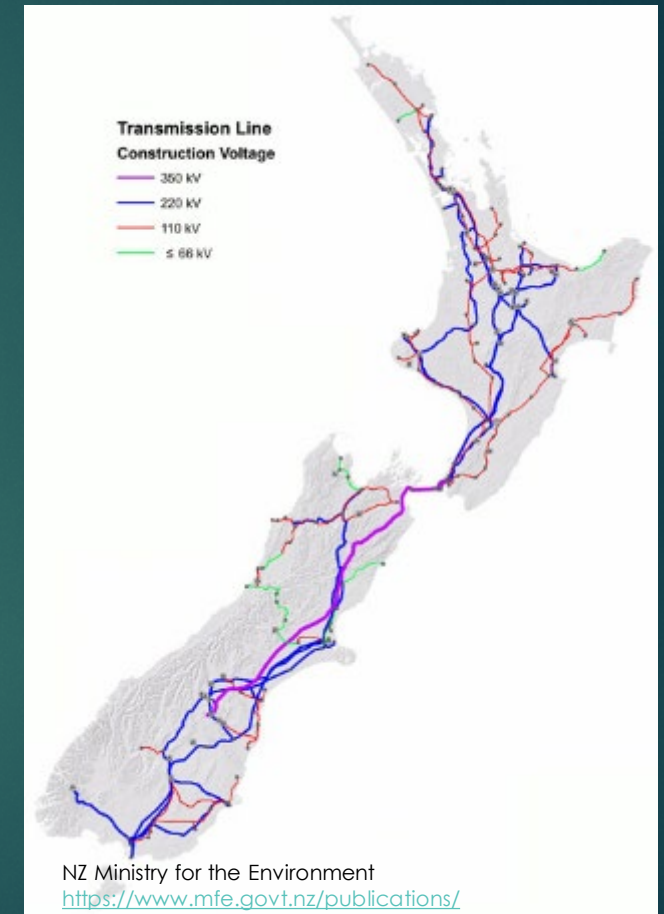 Transmission Line
Construction Voltage
350 kV
220 kV
110 kV
≤ 66 kV
NZ Ministry for the Environment
https://www.mfe.govt.nz/publications/